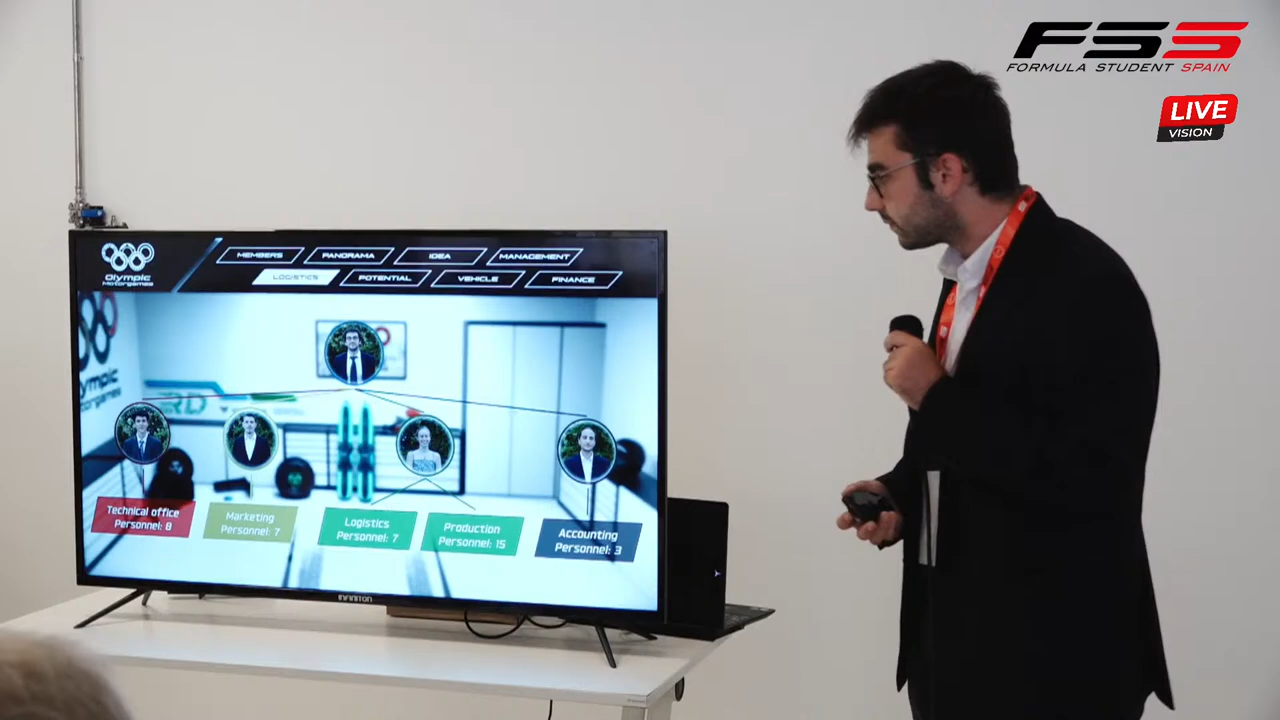 FSS
FORMULA STUDENT SPAIN
LIVE
VISION
Olympic
Motorgames
MEMBERS
PANORAMA
IDEA
MANAGEMENT
LOGISTICS
POTENTIAL
VEHICLE
FINANCE
Technical office
Personnel: 8
Marketing
Personnel: 7
Logistics
Personnel: 7
Production
Personnel: 15
Accounting
Personnel: 3
INFINITON